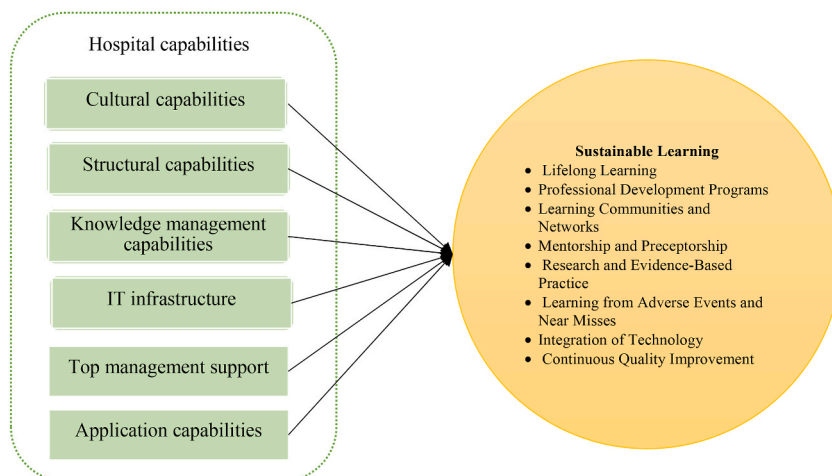 Hospital capabilities
Cultural capabilities
Structural capabilities
Knowledge management
capabilities
IT infrastructure
Top management support
Application capabilities
Sustainable Learning
• Lifelong Learning
• Professional Development Programs
• Learning Communities and
Networks
• Mentorship and Preceptorship
• Research and Evidence-Based
Practice
• Learning from Adverse Events and
Near Misses
• Integration of Technology
• Continuous Quality Improvement